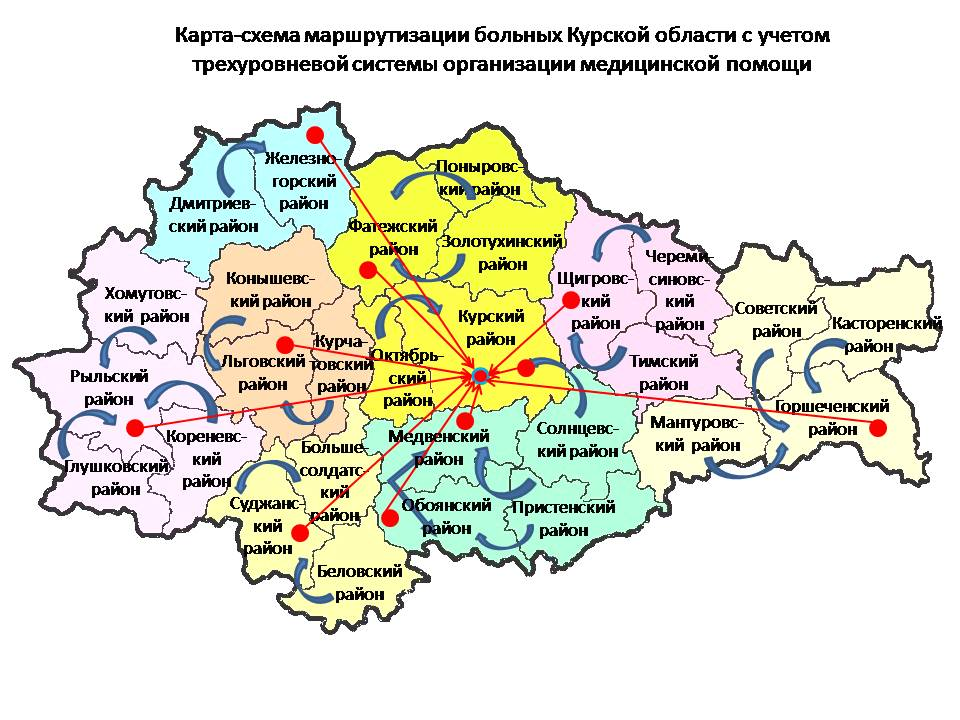 Карта-схема маршрутизации больных Курской области с учетом
трехуровневой системы организации медицинской помощи
Железно-
горский
район
Дмитриев-
ский район
Поныровс-
кий район
Фатежский
район
Золотухинский
район
Конышевс-
кий район
Хомутовс-
кий район
Щигровс-
кий
район
Череми-
синовс-
кий
район
Советский
район
Касторенский
район
Курский
район
Курча-
товский
район
Октябрь-
ский
район
Льговский
район
Рыльский
район
Тимский
район
Горшеченский
район
Мантуровс-
кий район
Солнцевс-
кий район
Медвенский
район
Кореневс-
кий
район
Глушковский
район
Больше-
солдатс-
кий
район
Суджанс-
кий
район
Обоянский
район
Пристенский
район
Беловский
район